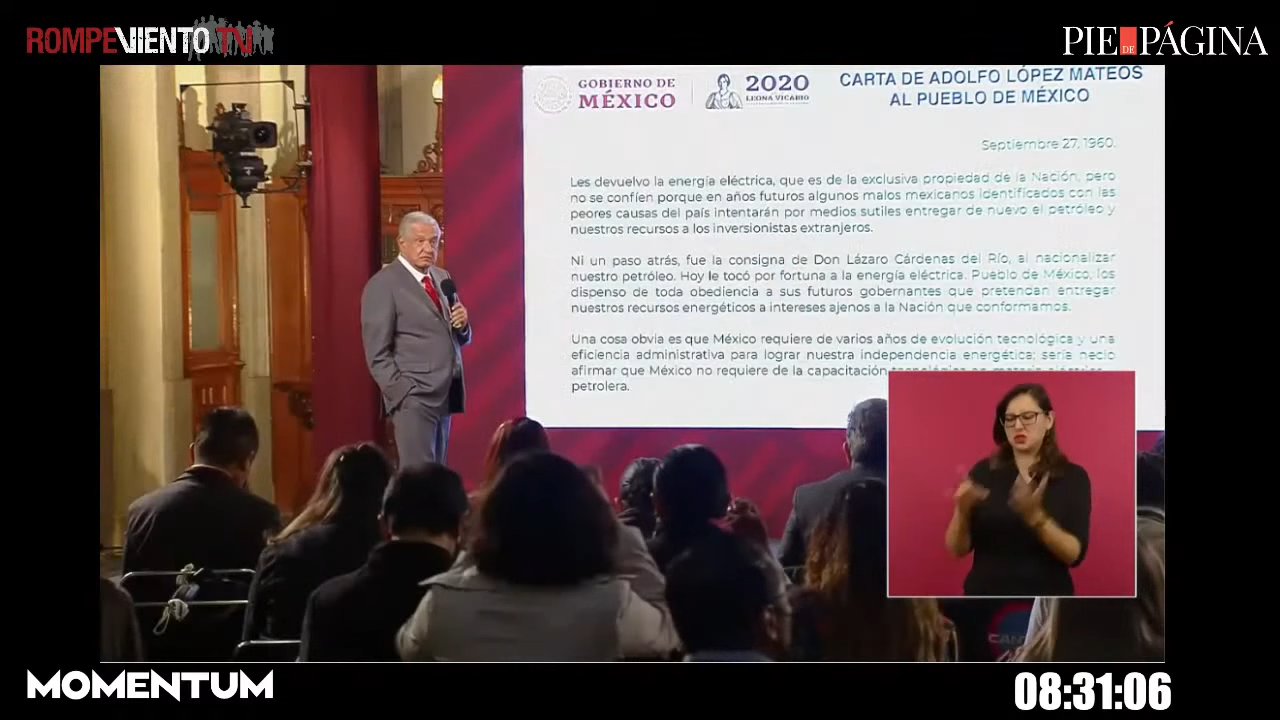 ROMPEVIENTO TV
PIE DE PÁGINA
GOBIERNO DE
MÉXICO
2020
LEONA VICARIO
CARTA DE ADOLFO LÓPEZ MATEOS
AL PUEBLO DE MÉXICO
Septiembre 27, 1960.
Les devuelvo la energía eléctrica, que es de la exclusiva propiedad de la Nación, pero
no se confíen porque en años futuros algunos malos mexicanos identificados con las
peores causas del país intentarán por medios sutiles entregar de nuevo el petróleo y
nuestros recursos a los inversionistas extranjeros.
Ni un paso atrás, fue la consigna de Don Lázaro Cárdenas del Río, al nacionalizar
nuestro petróleo. Hoy le tocó por fortuna a la energía eléctrica. Pueblo de México, los
dispenso de toda obediencia a sus futuros gobernantes que pretendan entregar
nuestros recursos energéticos a intereses ajenos a la Nación que conformamos.
Una cosa obvia es que México requiere de varios años de evolución tecnológica y una
eficiencia administrativa para lograr nuestra independencia energética; sería necio
afirmar que México no requiere de la capacitación
petrolera.
MOMENTUM
08:31:06